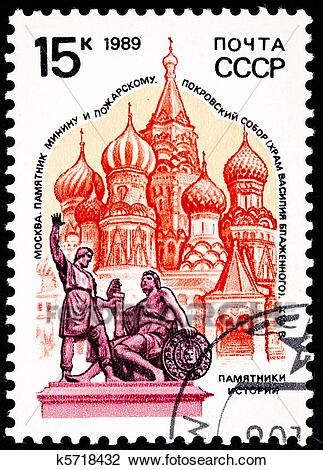 15К 1989 ПОЧТА
СССР
МОСКВА. ПАМЯТНИК МИНИНУ И ПОЖАРСКОМУ. ПОКРОВСКИЙ СОБОР (ХРАМ ВАСИЛИЯ БЛАЖЕННОГО)
ПАМЯТНИКИ
ИСТОРИИ
k5718432 www.fotosearch.com